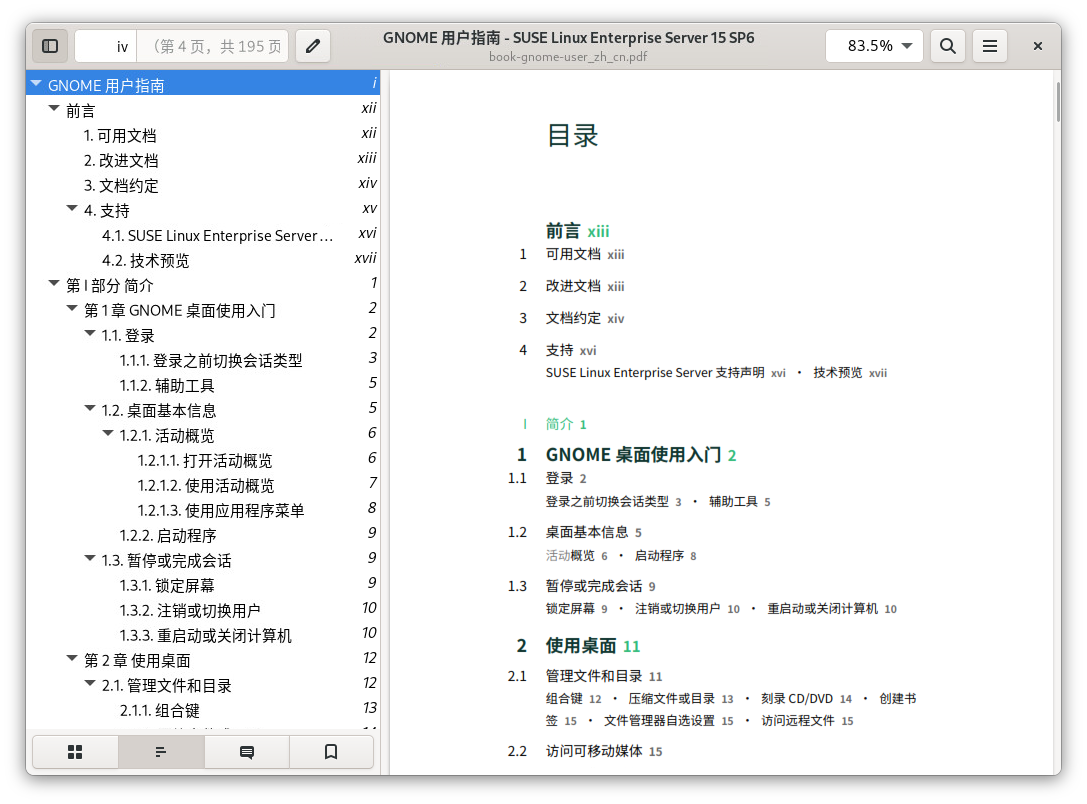 iv （第 4 页，共 195 页
GNOME 用户指南 - SUSE Linux Enterprise Server 15 SP6
book-gnome-user_zh_cn.pdf
83.5%
GNOME 用户指南 i
前言 xii
1. 可用文档 xii
2. 改进文档 xiii
3. 文档约定 xiv
4. 支持 xv
4.1. SUSE Linux Enterprise Server… xvi
4.2. 技术预览 xvii
第 I 部分 简介 1
第 1 章 GNOME 桌面使用入门 2
1.1. 登录 2
1.1.1. 登录之前切换会话类型 3
1.1.2. 辅助工具 5
1.2. 桌面基本信息 5
1.2.1. 活动概览 6
1.2.1.1. 打开活动概览 6
1.2.1.2. 使用活动概览 7
1.2.1.3. 使用应用程序菜单 8
1.2.2. 启动程序 9
1.3. 暂停或完成会话 9
1.3.1. 锁定屏幕 9
1.3.2. 注销或切换用户 10
1.3.3. 重启动或关闭计算机 10
第 2 章 使用桌面 12
2.1. 管理文件和目录 12
2.1.1. 组合键 13
目录
前言 xiii
1 可用文档 xiii
2 改进文档 xiii
3 文档约定 xiv
4 支持 xvi
SUSE Linux Enterprise Server 支持声明 xvi • 技术预览 xvii
I 简介 1
1 GNOME 桌面使用入门 2
1.1 登录 2
登录之前切换会话类型 3 • 辅助工具 5
1.2 桌面基本信息 5
活动概览 6 • 启动程序 8
1.3 暂停或完成会话 9
锁定屏幕 9 • 注销或切换用户 10 • 重启动或关闭计算机 10
2 使用桌面 11
2.1 管理文件和目录 11
组合键 12 • 压缩文件或目录 13 • 刻录 CD/DVD 14 • 创建书
签 15 • 文件管理器自选设置 15 • 访问远程文件 15
2.2 访问可移动媒体 15